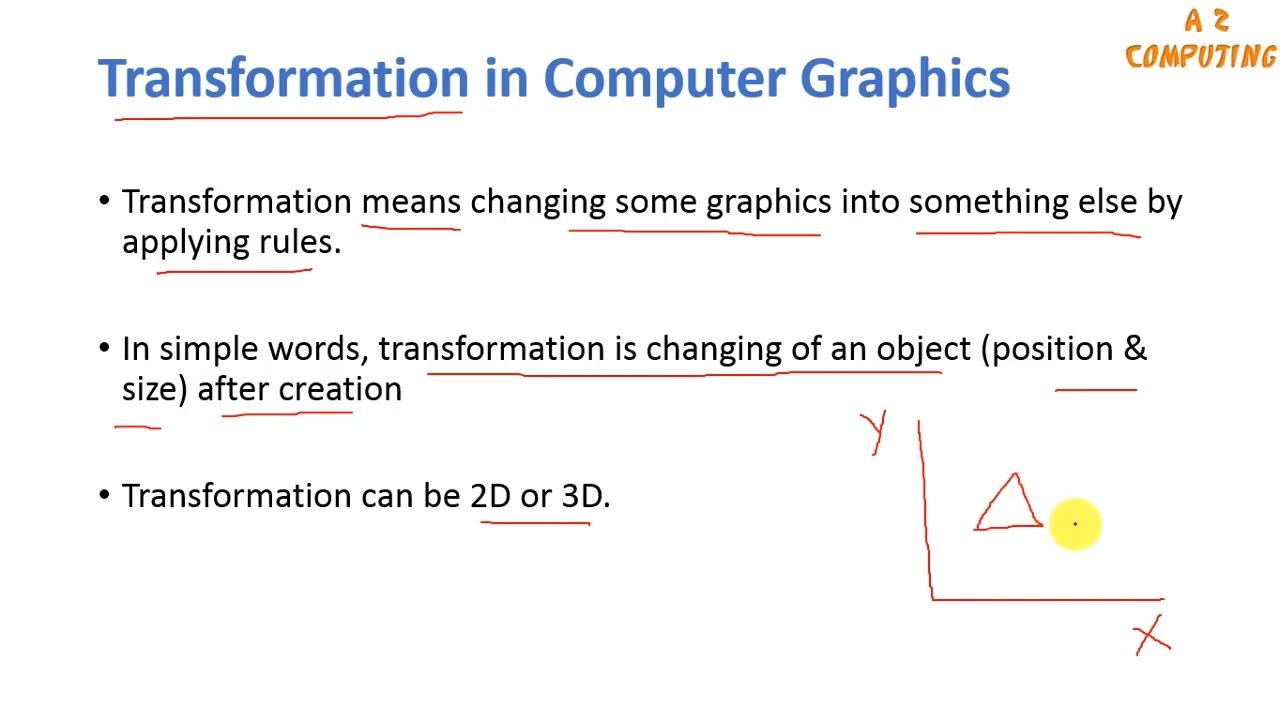 A 2
COMPUTING
Transformation in Computer Graphics
• Transformation means changing some graphics into something else by
applying rules.
• In simple words, transformation is changing of an object (position &
size) after creation
• Transformation can be 2D or 3D.
Y
X